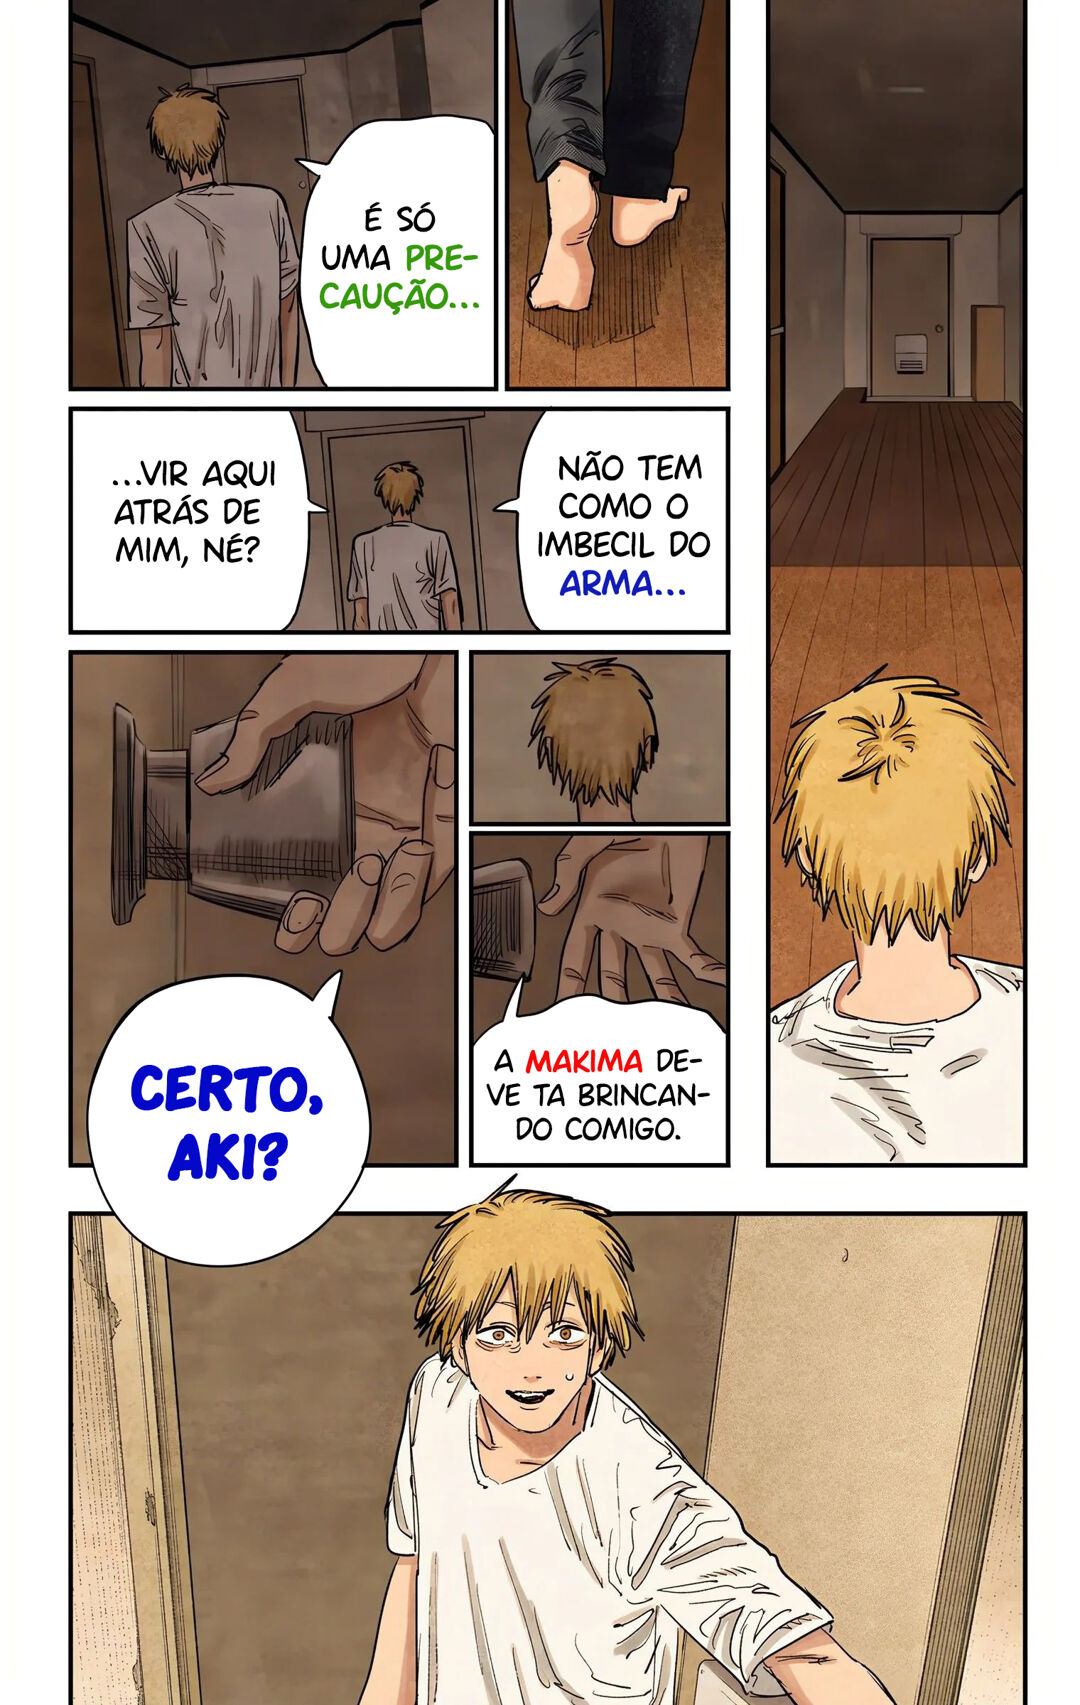 É SÓ
UMA PRE-
CAUÇÃO...
NÃO TEM
COMO O
IMBECIL DO
ARMA...
...VIR AQUI
ATRÁS DE
MIM, NÉ?
A MAKIMA DE-
VE TA BRINCAN-
DO COMIGO.
CERTO,
AKI?